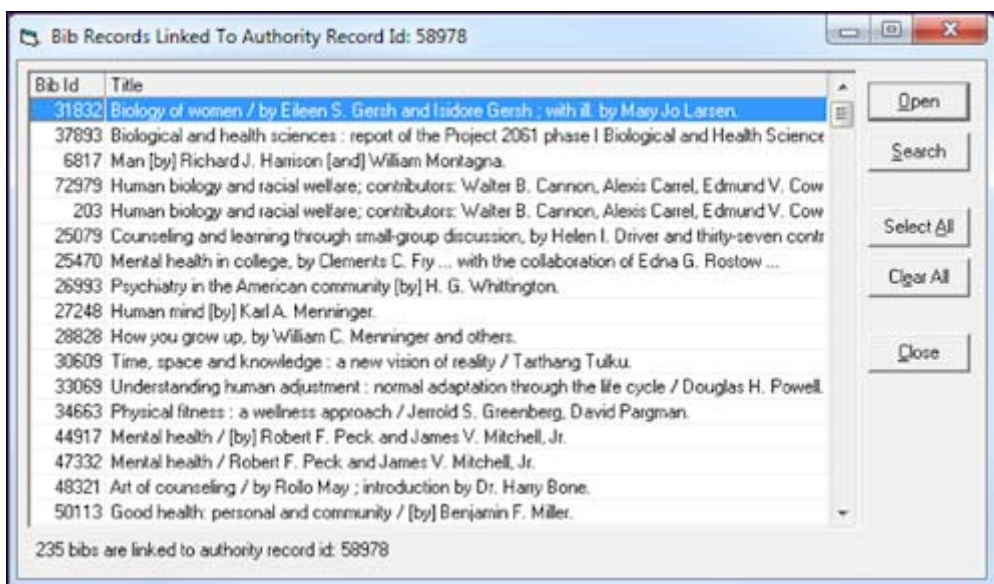 Bib Records Linked To Authority Record Id: 58978
Bib Id Title
31832 Biology of women / by Eileen S. Gersh and Isidore Gersh ; with ill. by Mary Jo Larsen.
37893 Biological and health sciences : report of the Project 2061 phase I Biological and Health Science
6817 Man [by] Richard J. Harrison [and] William Montagna.
72979 Human biology and racial welfare; contributors: Walter B. Cannon, Alexis Carrel, Edmund V. Cow
203 Human biology and racial welfare; contributors: Walter B. Cannon, Alexis Carrel, Edmund V. Cow
25079 Counseling and learning through small-group discussion, by Helen I. Driver and thirty-seven contr
25470 Mental health in college, by Clements C. Fry ... with the collaboration of Edna G. Rostow ...
26993 Psychiatry in the American community [by] H. G. Whittington.
27248 Human mind [by] Karl A. Menninger.
28828 How you grow up, by William C. Menninger and others.
30609 Time, space and knowledge : a new vision of reality / Tarthang Tulku.
33069 Understanding human adjustment : normal adaptation through the life cycle / Douglas H. Powell.
34663 Physical fitness : a wellness approach / Jerrold S. Greenberg, David Pargman.
44917 Mental health / [by] Robert F. Peck and James V. Mitchell, Jr.
47332 Mental health / Robert F. Peck and James V. Mitchell, Jr.
48321 Art of counseling / by Rollo May ; introduction by Dr. Harry Bone.
50113 Good health: personal and community / [by] Benjamin F. Miller.
Open
Search
Select All
Clear All
Close
235 bibs are linked to authority record id: 58978